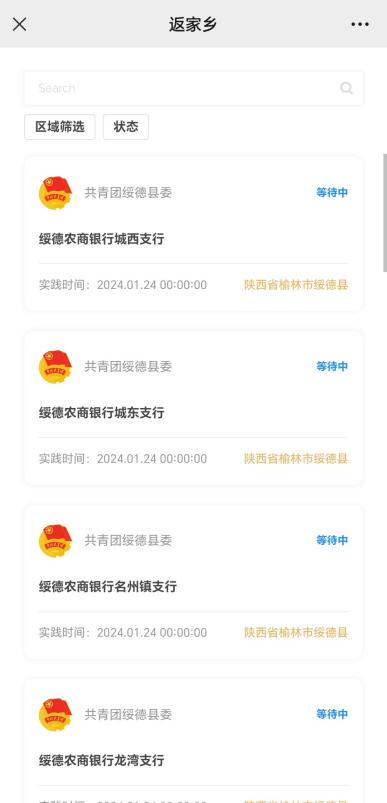 返家乡
Search
区域筛选 状态
共青团绥德县委 等待中
绥德农商银行城西支行
实践时间：2024.01.24 00:00:00 陕西省榆林市绥德县
共青团绥德县委 等待中
绥德农商银行城东支行
实践时间：2024.01.24 00:00:00 陕西省榆林市绥德县
共青团绥德县委 等待中
绥德农商银行名州镇支行
实践时间：2024.01.24 00:00:00 陕西省榆林市绥德县
共青团绥德县委 等待中
绥德农商银行龙湾支行